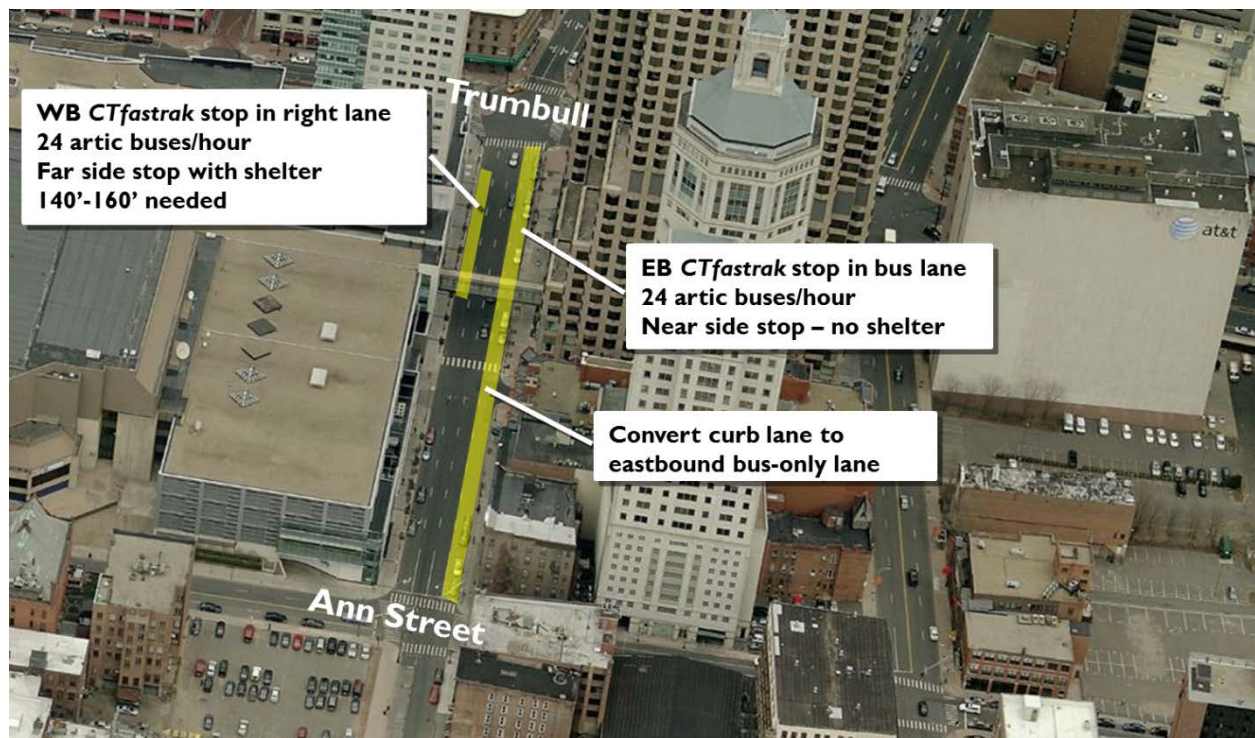 Trumbull
WB CTfastrak stop in right lane
24 artic buses/hour
Far side stop with shelter
140’-160’ needed
at&t
EB CTfastrak stop in bus lane
24 artic buses/hour
Near side stop – no shelter
Convert curb lane to
eastbound bus-only lane
Ann Street